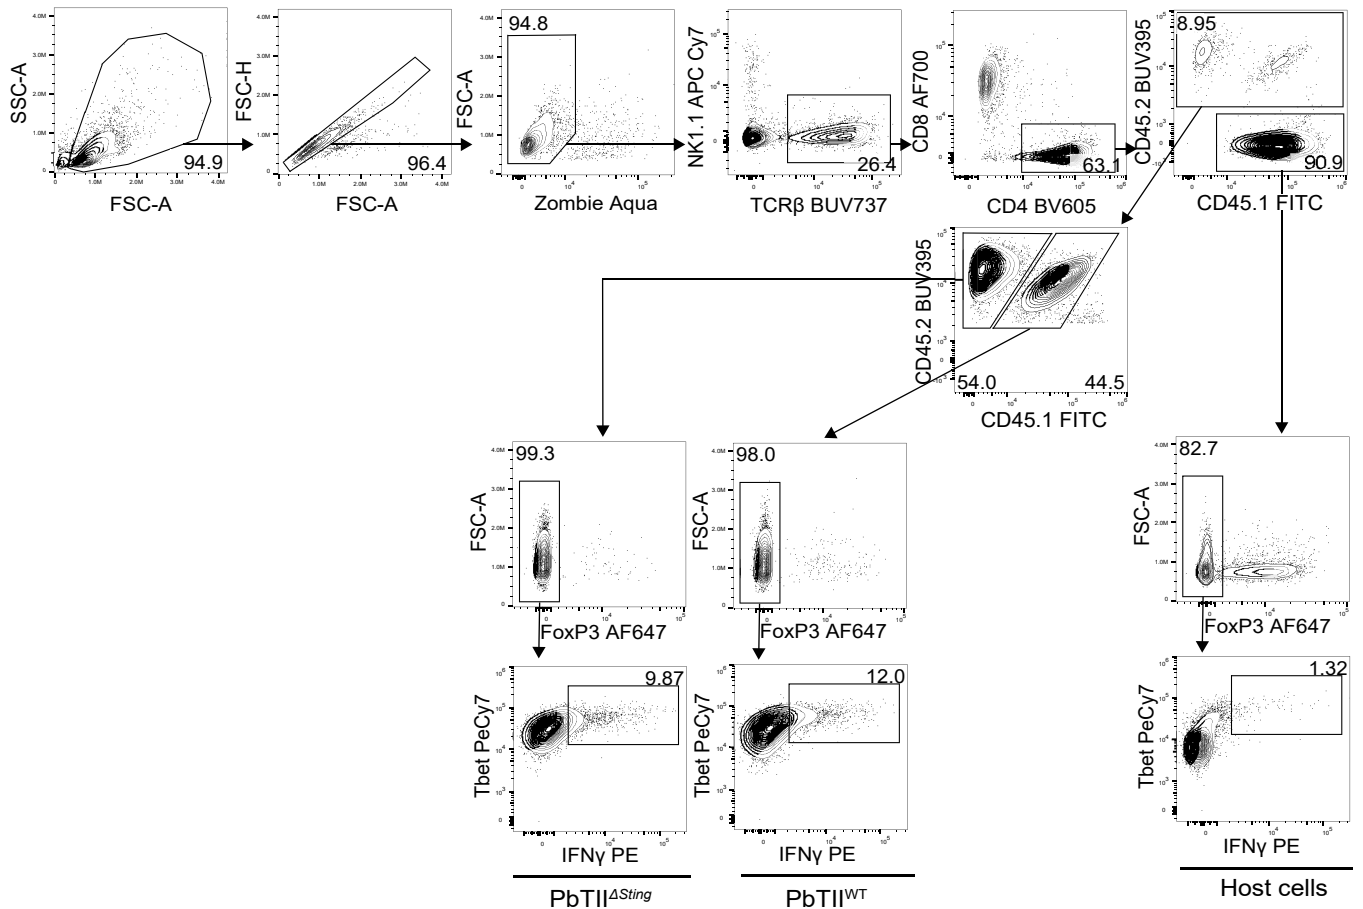 SSC-A
94.9
FSC-A
FSC-H
96.4
FSC-A
FSC-A
94.8
Zombie Aqua
NK1.1 APC Cy7
26.4
TCRβ BUV737
CD8 AF700
63.1
CD4 BV605
CD45.2 BUV395
8.95
90.9
CD45.1 FITC
CD45.2 BUV395
54.0
44.5
CD45.1 FITC
FSC-A
99.3
FoxP3 AF647
FSC-A
98.0
FoxP3 AF647
FSC-A
82.7
FoxP3 AF647
Tbet PeCy7
9.87
IFNγ PE
Tbet PeCy7
12.0
IFNγ PE
Tbet PeCy7
1.32
IFNγ PE
PbTII^ΔSting
PbTII^WT
Host cells